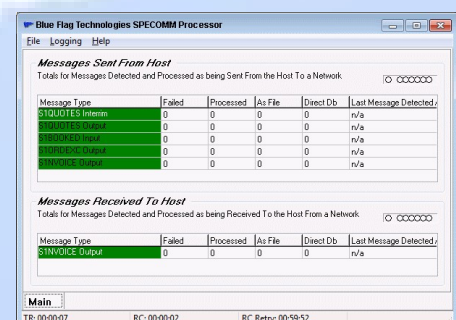 Blue Flag Technologies SPECOMM Processor
File Logging Help
Messages Sent From Host
Totals for Messages Detected and Processed as being Sent From the Host To a Network
Message Type Failed Processed As File Direct Db Last Message Detected
S1QUOTES Interim 0 0 0 0 n/a
S1QUOTES Output 0 0 0 0 n/a
S1BOOKED Input 0 0 0 0 n/a
S1ORDEXC Output 0 0 0 0 n/a
S1NVOICE Output 0 0 0 0 n/a
Messages Received To Host
Totals for Messages Detected and Processed as being Received To the Host From a Network
Message Type Failed Processed As File Direct Db Last Message Detected
S1NVOICE Output 0 0 0 0 n/a
Main
TR: 00:00:07 RC: 00:00:02 RC Retry: 00:59:52